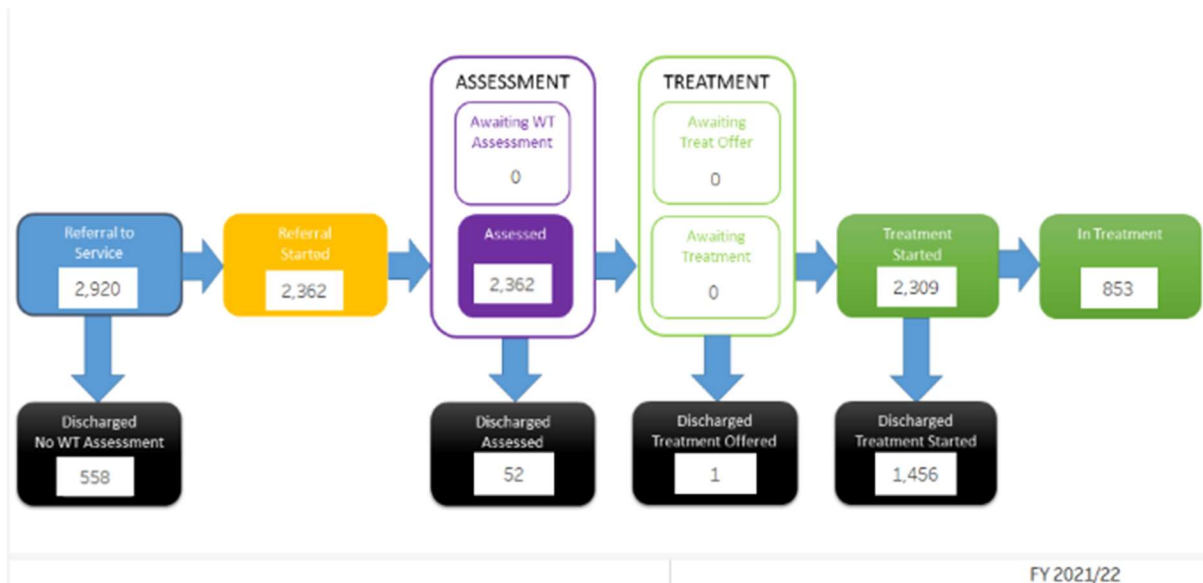 ASSESSMENT
Awaiting WT
Assessment
0
TREATMENT
Awaiting
Treat Offer
0
Referral to
Service
2,920
Referral
Started
2,362
Assessed
2,362
Awaiting
Treatment
0
Treatment
Started
2,309
In Treatment
853
Discharged
No WT Assessment
558
Discharged
Assessed
52
Discharged
Treatment Offered
1
Discharged
Treatment Started
1,456
FY 2021/22